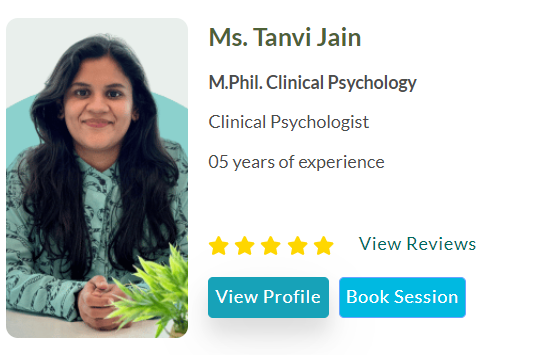 Ms. Tanvi Jain
M.Phil. Clinical Psychology
Clinical Psychologist
05 years of experience
View Reviews
View Profile
Book Session